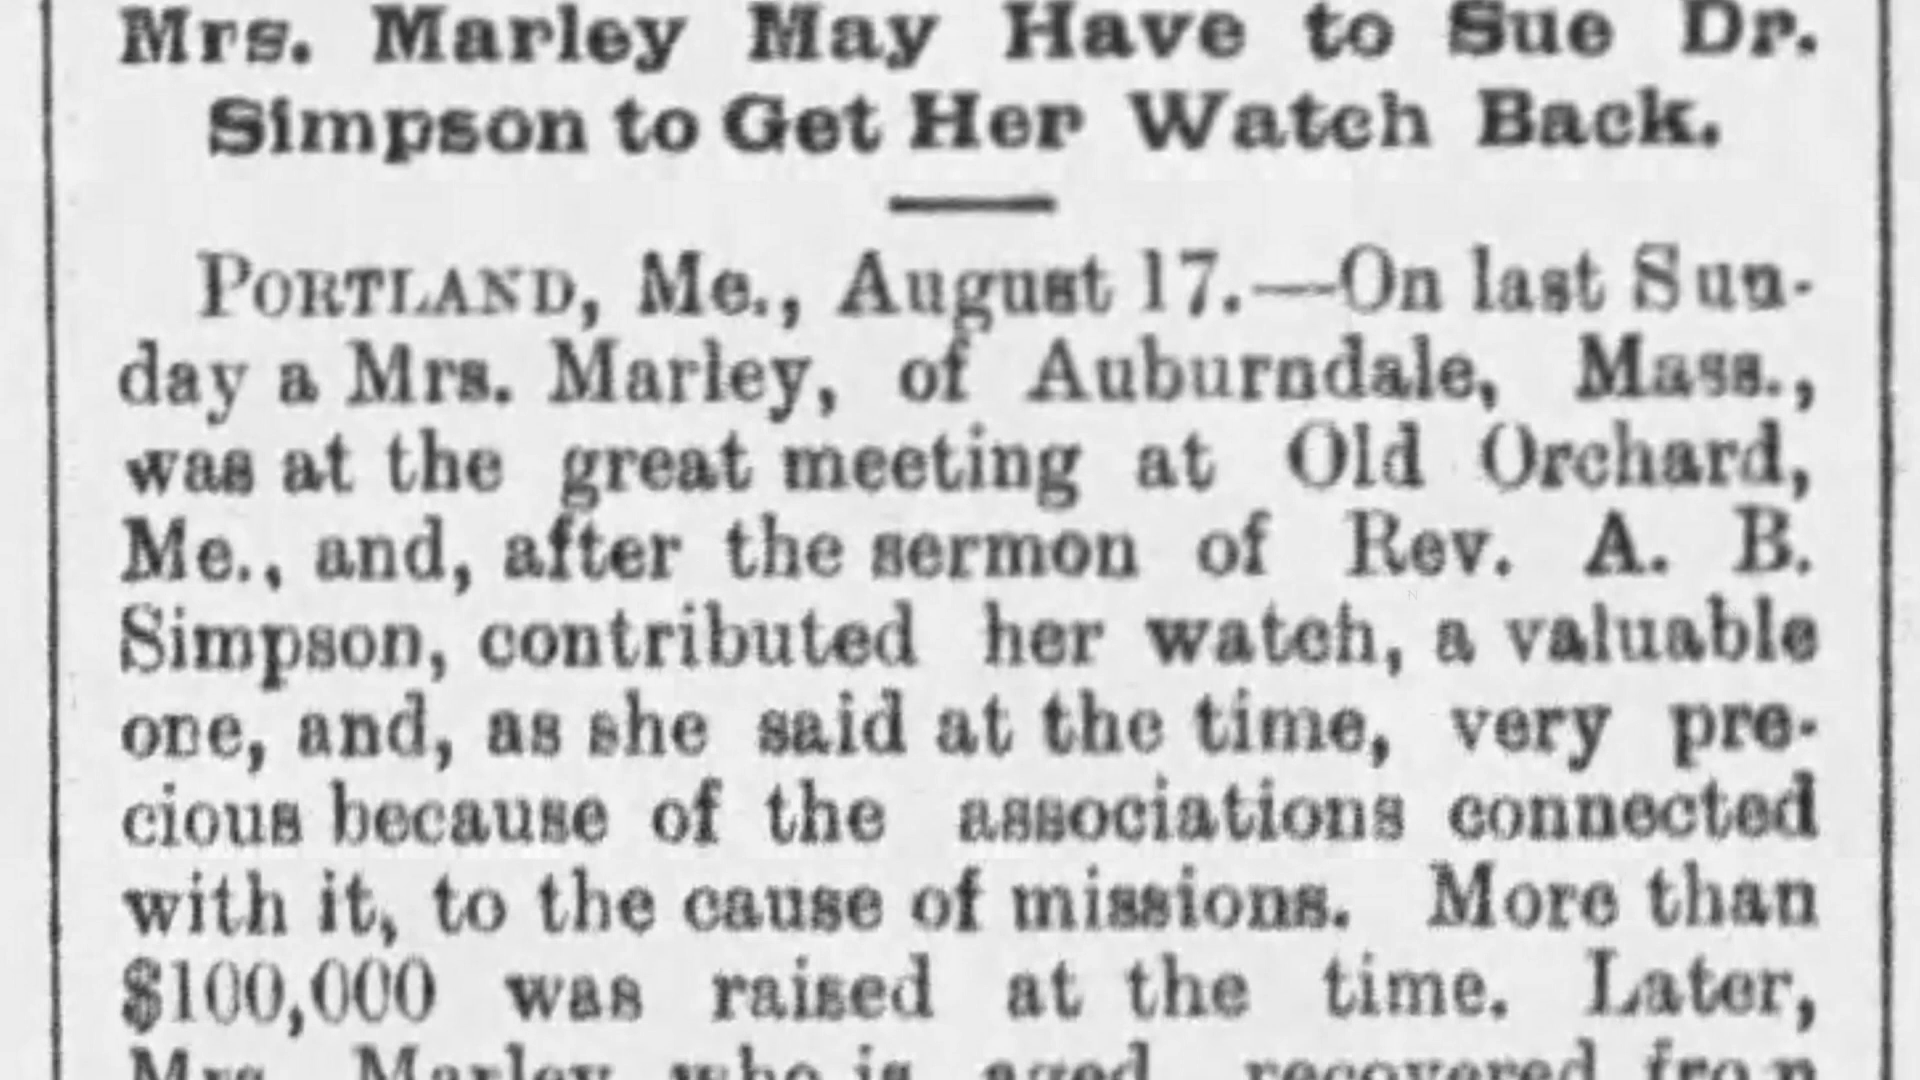 Mrs. Marley May Have to Sue Dr.
Simpson to Get Her Watch Back.
PORTLAND, Me., August 17.—On last Sun-
day a Mrs. Marley, of Auburndale, Mass.,
was at the great meeting at Old Orchard,
Me., and, after the sermon of Rev. A. B.
Simpson, contributed her watch, a valuable
one, and, as she said at the time, very pre-
cious because of the associations connected
with it, to the cause of missions. More than
$100,000 was raised at the time. Later,
Mrs. Marley who is aged, recovered from